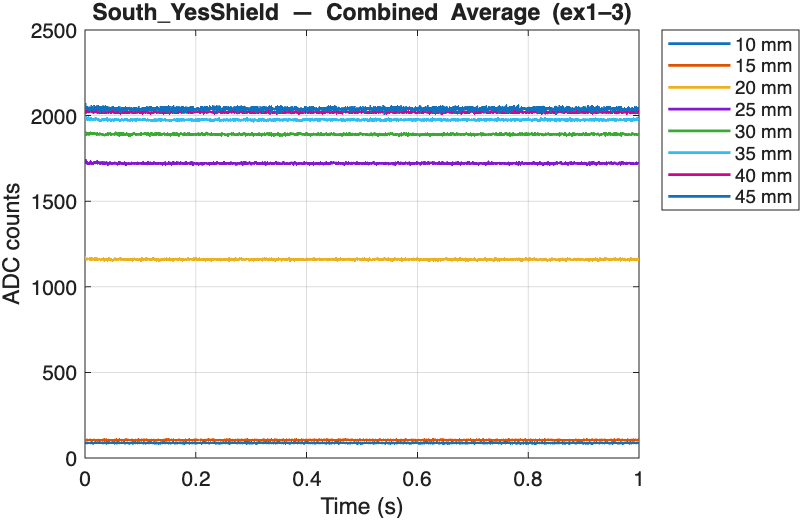 South_YesShield — Combined Average (ex1–3)
2500
2000
1500
1000
500
0
ADC counts
0
0.2
0.4
0.6
0.8
1
Time (s)
10 mm
15 mm
20 mm
25 mm
30 mm
35 mm
40 mm
45 mm